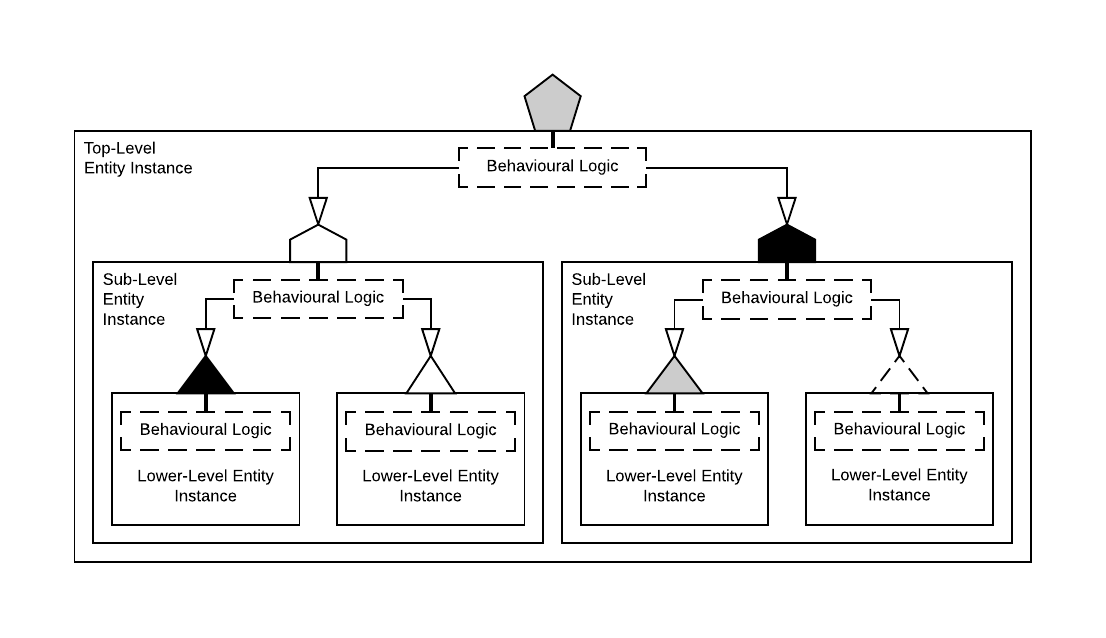 Top-Level
Entity Instance
Behavioural Logic
Sub-Level
Entity
Instance
Behavioural Logic
Behavioural Logic
Lower-Level Entity
Instance
Behavioural Logic
Lower-Level Entity
Instance
Sub-Level
Entity
Instance
Behavioural Logic
Behavioural Logic
Lower-Level Entity
Instance
Behavioural Logic
Lower-Level Entity
Instance